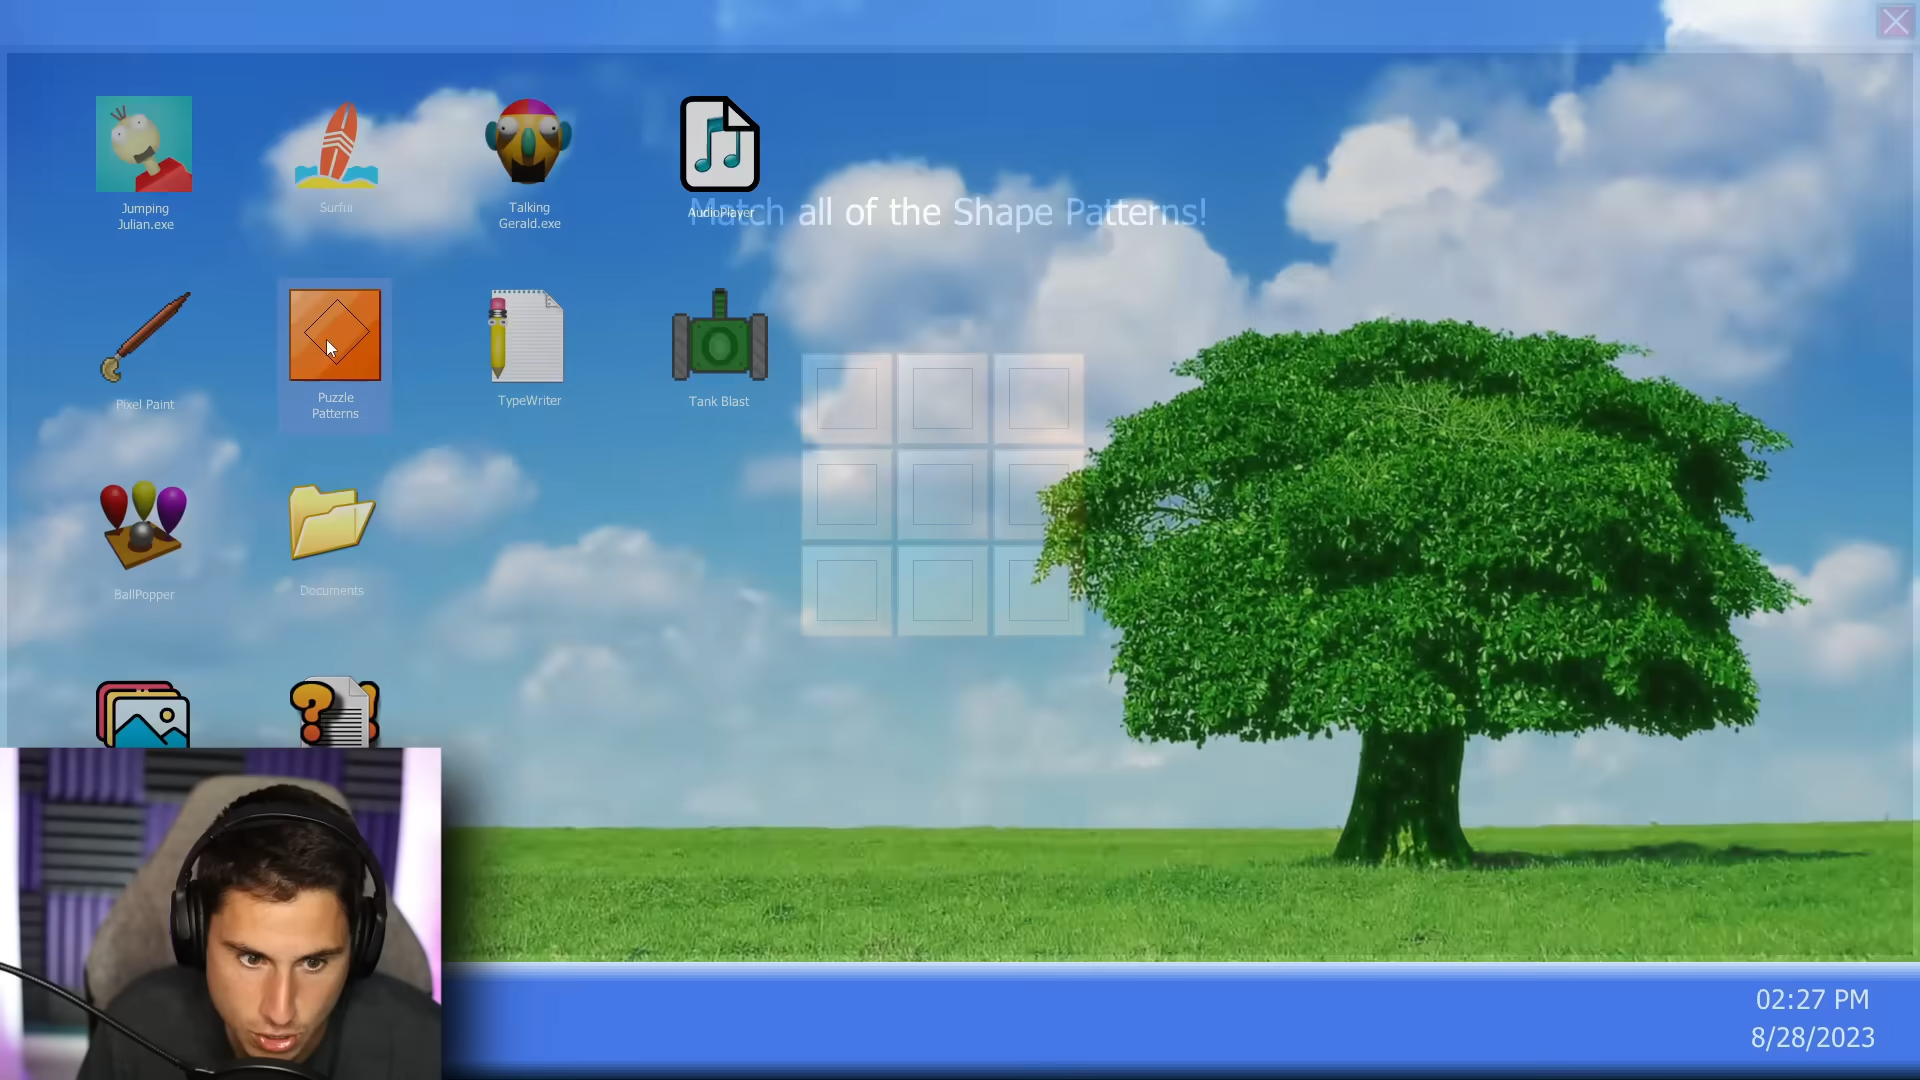 Jumping
Julian.exe
Talking
Gerald.exe
AudioPlayer
Match all of the Shape Patterns!
Pixel Paint
Puzzle
Patterns
TypeWriter
Tank Blast
BallPopper
Documents
02:27 PM
8/28/2023